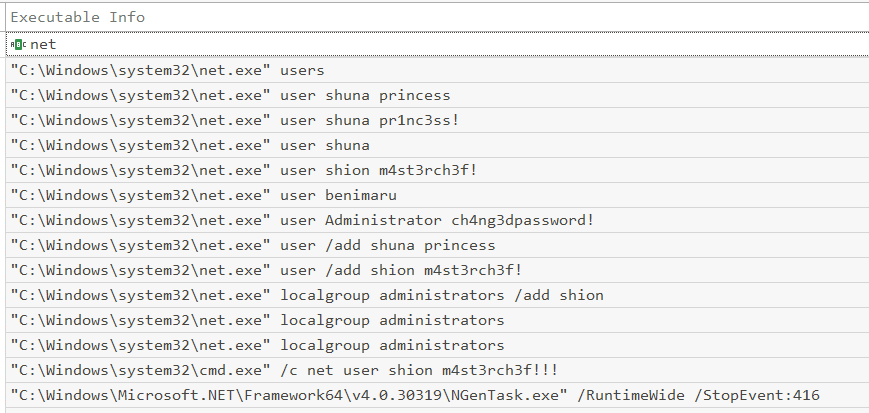 Executable Info
ABC net
"C:\Windows\system32\net.exe" users
"C:\Windows\system32\net.exe" user shuna princess
"C:\Windows\system32\net.exe" user shuna pr1nc3ss!
"C:\Windows\system32\net.exe" user shuna
"C:\Windows\system32\net.exe" user shion m4st3rch3f!
"C:\Windows\system32\net.exe" user benimaru
"C:\Windows\system32\net.exe" user Administrator ch4ng3dpassword!
"C:\Windows\system32\net.exe" user /add shuna princess
"C:\Windows\system32\net.exe" user /add shion m4st3rch3f!
"C:\Windows\system32\net.exe" localgroup administrators /add shion
"C:\Windows\system32\net.exe" localgroup administrators
"C:\Windows\system32\net.exe" localgroup administrators
"C:\Windows\system32\cmd.exe" /c net user shion m4st3rch3f!!!
"C:\Windows\Microsoft.NET\Framework64\v4.0.30319\NGenTask.exe" /RuntimeWide /StopEvent:416